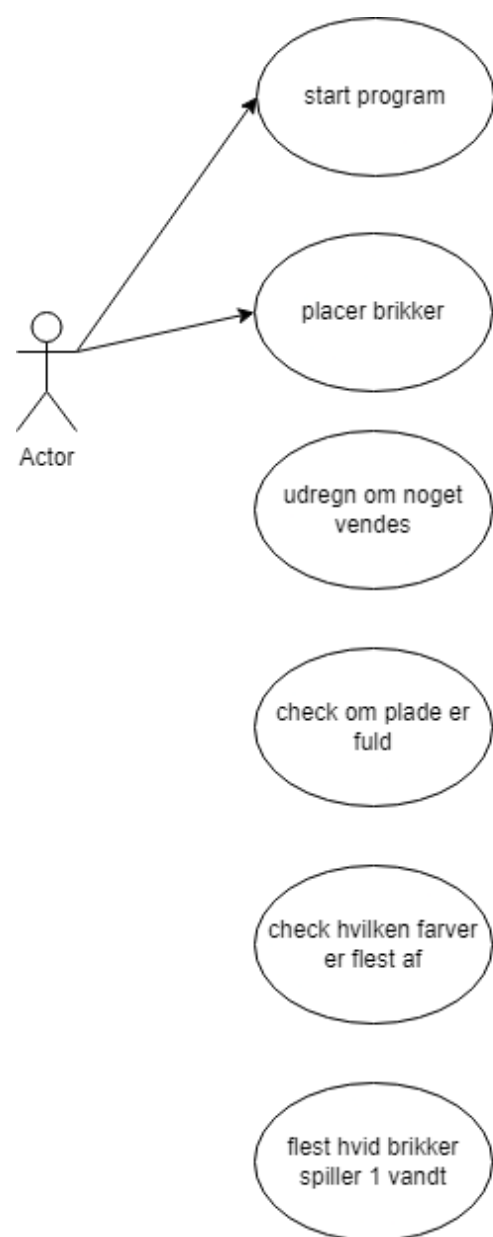 start program
placer brikker
Actor
udregn om noget
vendes
check om plade er
fuld
check hvilken farver
er flest af
flest hvid brikker
spiller 1 vandt